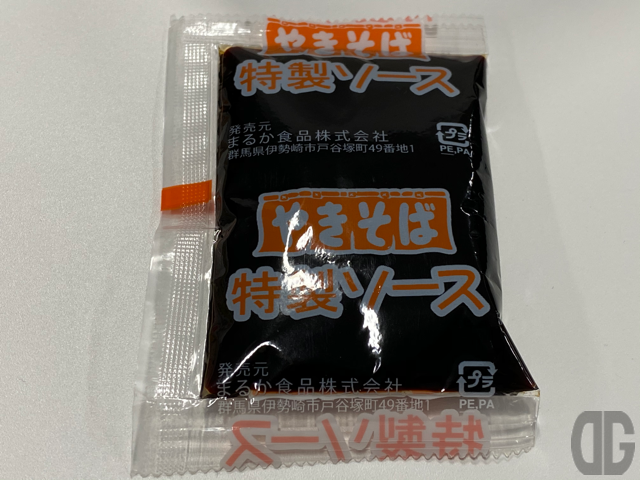 やきそば
特製ソース
発売元
まるか食品株式会社
群馬県伊勢崎市戸谷塚町49番地1
プラ
PE,PA
やきそば
特製ソース
発売元
まるか食品株式会社
群馬県伊勢崎市戸谷塚町49番地1
プラ
PE,PA
特製ソース
DG